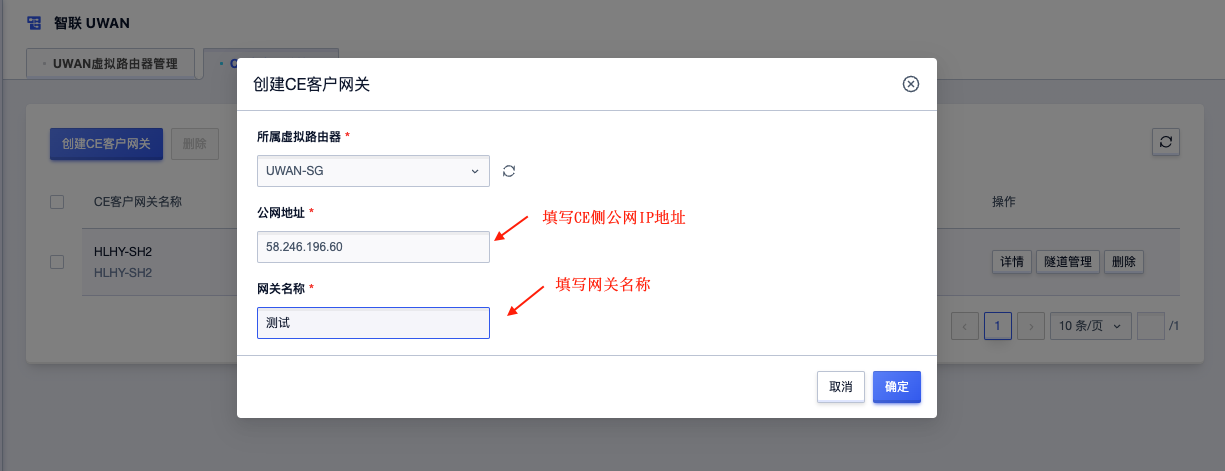 智联 UWAN
UWAN虚拟路由器管理
C
创建CE客户网关
创建CE客户网关
删除
所属虚拟路由器 *
UWAN-SG
公网地址 *
填写CE侧公网IP地址
58.246.196.60
CE客户网关名称
操作
HLHY-SH2
HLHY-SH2
详情
隧道管理
删除
网关名称 *
填写网关名称
测试
1
10 条/页
/1
取消
确定